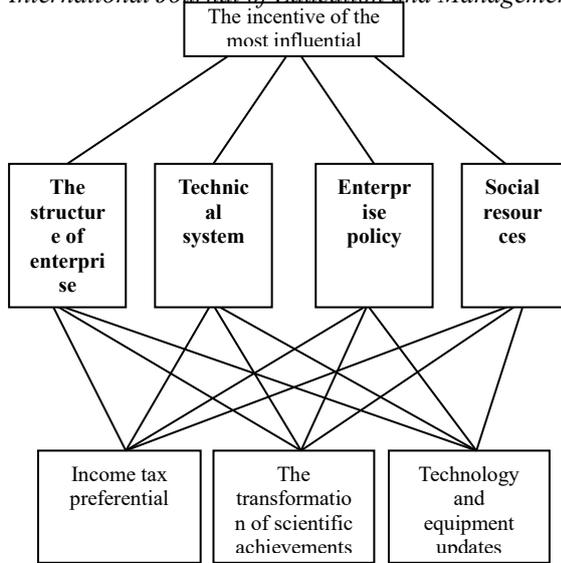 International Journal of Education and Management
The incentive of the
most influential
The
structur
e of
enterpri
se
Technic
al
system
Enterpr
ise
policy
Social
resour
ces
Income tax
preferential
The
transformatio
n of scientific
achievements
Technology
and
equipment
updates